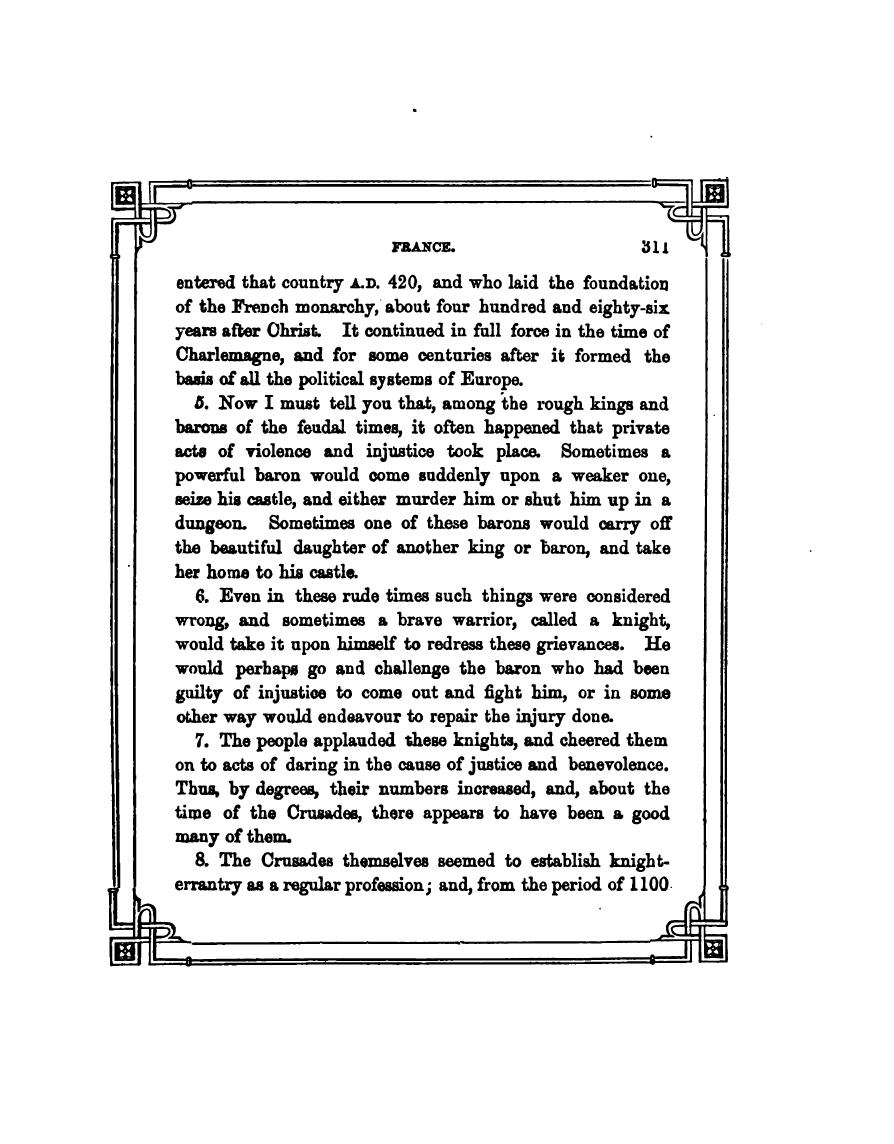 FRANCE. 311
entered that country A.D. 420, and who laid the foundation
of the French monarchy, about four hundred and eighty-six
years after Christ. It continued in full force in the time of
Charlemagne, and for some centuries after it formed the
basis of all the political systems of Europe.
5. Now I must tell you that, among the rough kings and
barons of the feudal times, it often happened that private
acts of violence and injustice took place. Sometimes a
powerful baron would come suddenly upon a weaker one,
seize his castle, and either murder him or shut him up in a
dungeon. Sometimes one of these barons would carry off
the beautiful daughter of another king or baron, and take
her home to his castle.
6. Even in these rude times such things were considered
wrong, and sometimes a brave warrior, called a knight,
would take it upon himself to redress these grievances. He
would perhaps go and challenge the baron who had been
guilty of injustice to come out and fight him, or in some
other way would endeavour to repair the injury done.
7. The people applauded these knights, and cheered them
on to acts of daring in the cause of justice and benevolence.
Thus, by degrees, their numbers increased, and, about the
time of the Crusades, there appears to have been a good
many of them.
8. The Crusades themselves seemed to establish knight-
errantry as a regular profession; and, from the period of 1100